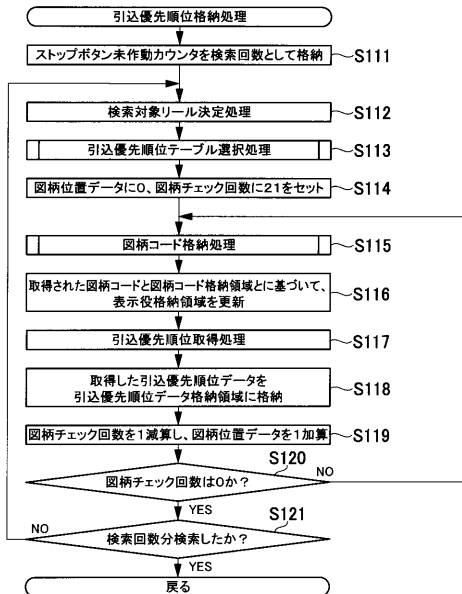 引込優先順位格納処理
ストップボタン未作動カウンタを検索回数として格納
S111
検索対象リール決定処理
S112
引込優先順位テーブル選択処理
S113
図柄位置データに0、図柄チェック回数に21をセット
S114
図柄コード格納処理
S115
取得された図柄コードと図柄コード格納領域とに基づいて、
表示役格納領域を更新
S116
引込優先順位取得処理
S117
取得した引込優先順位データを
引込優先順位データ格納領域に格納
S118
図柄チェック回数を1減算し、図柄位置データを1加算
S119
S120
図柄チェック回数は0か？
NO
YES
S121
検索回数分検索したか？
NO
YES
戻る